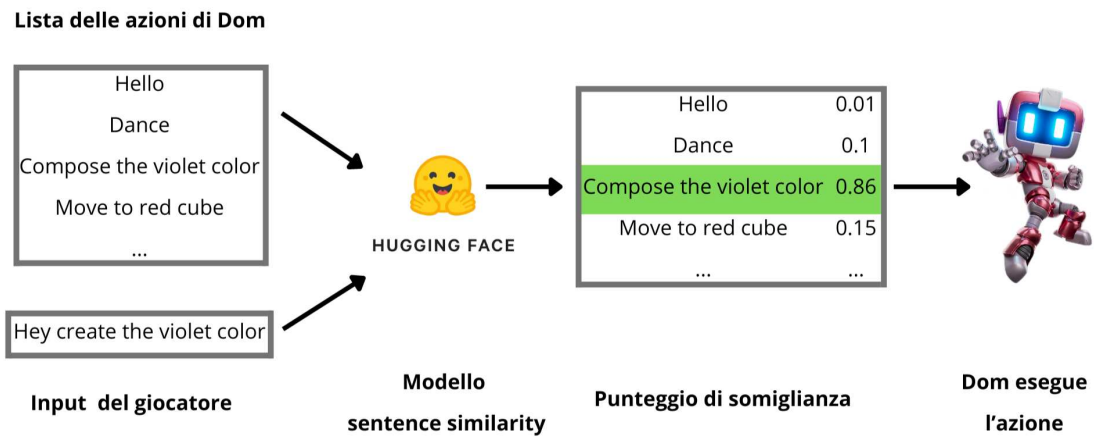 Lista delle azioni di Dom
Hello
Dance
Compose the violet color
Move to red cube
...
Hey create the violet color
Input del giocatore
HUGGING FACE
Modello
sentence similarity
Hello 0.01
Dance 0.1
Compose the violet color 0.86
Move to red cube 0.15
... ...
Punteggio di somiglianza
Dom esegue
l’azione